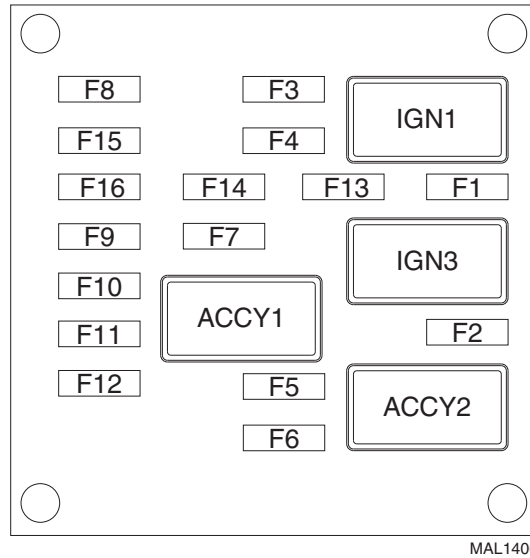 F8 F3
IGN1
F15 F4
F16 F14 F13 F1
F9 F7
IGN3
F10
ACCY1
F11 F2
F12 F5
ACCY2
F6
MAL140